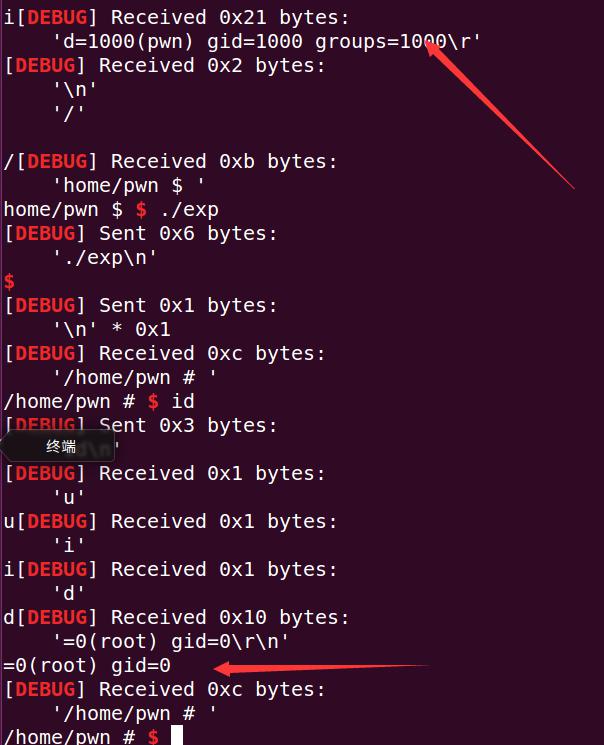 i[DEBUG] Received 0x21 bytes:
'd=1000(pwn) gid=1000 groups=1000\r'
[DEBUG] Received 0x2 bytes:
'\n'
'/'
/[DEBUG] Received 0xb bytes:
'home/pwn $ '
home/pwn $ $ ./exp
[DEBUG] Sent 0x6 bytes:
'./exp\n'
$
[DEBUG] Sent 0x1 bytes:
'\n' * 0x1
[DEBUG] Received 0xc bytes:
'/home/pwn # '
/home/pwn # $ id
[DEBUG] Sent 0x3 bytes:
终端
d\n'
[DEBUG] Received 0x1 bytes:
'u'
u[DEBUG] Received 0x1 bytes:
'i'
i[DEBUG] Received 0x1 bytes:
'd'
d[DEBUG] Received 0x10 bytes:
'=0(root) gid=0\r\n'
=0(root) gid=0
[DEBUG] Received 0xc bytes:
'/home/pwn # '
/home/pwn # $